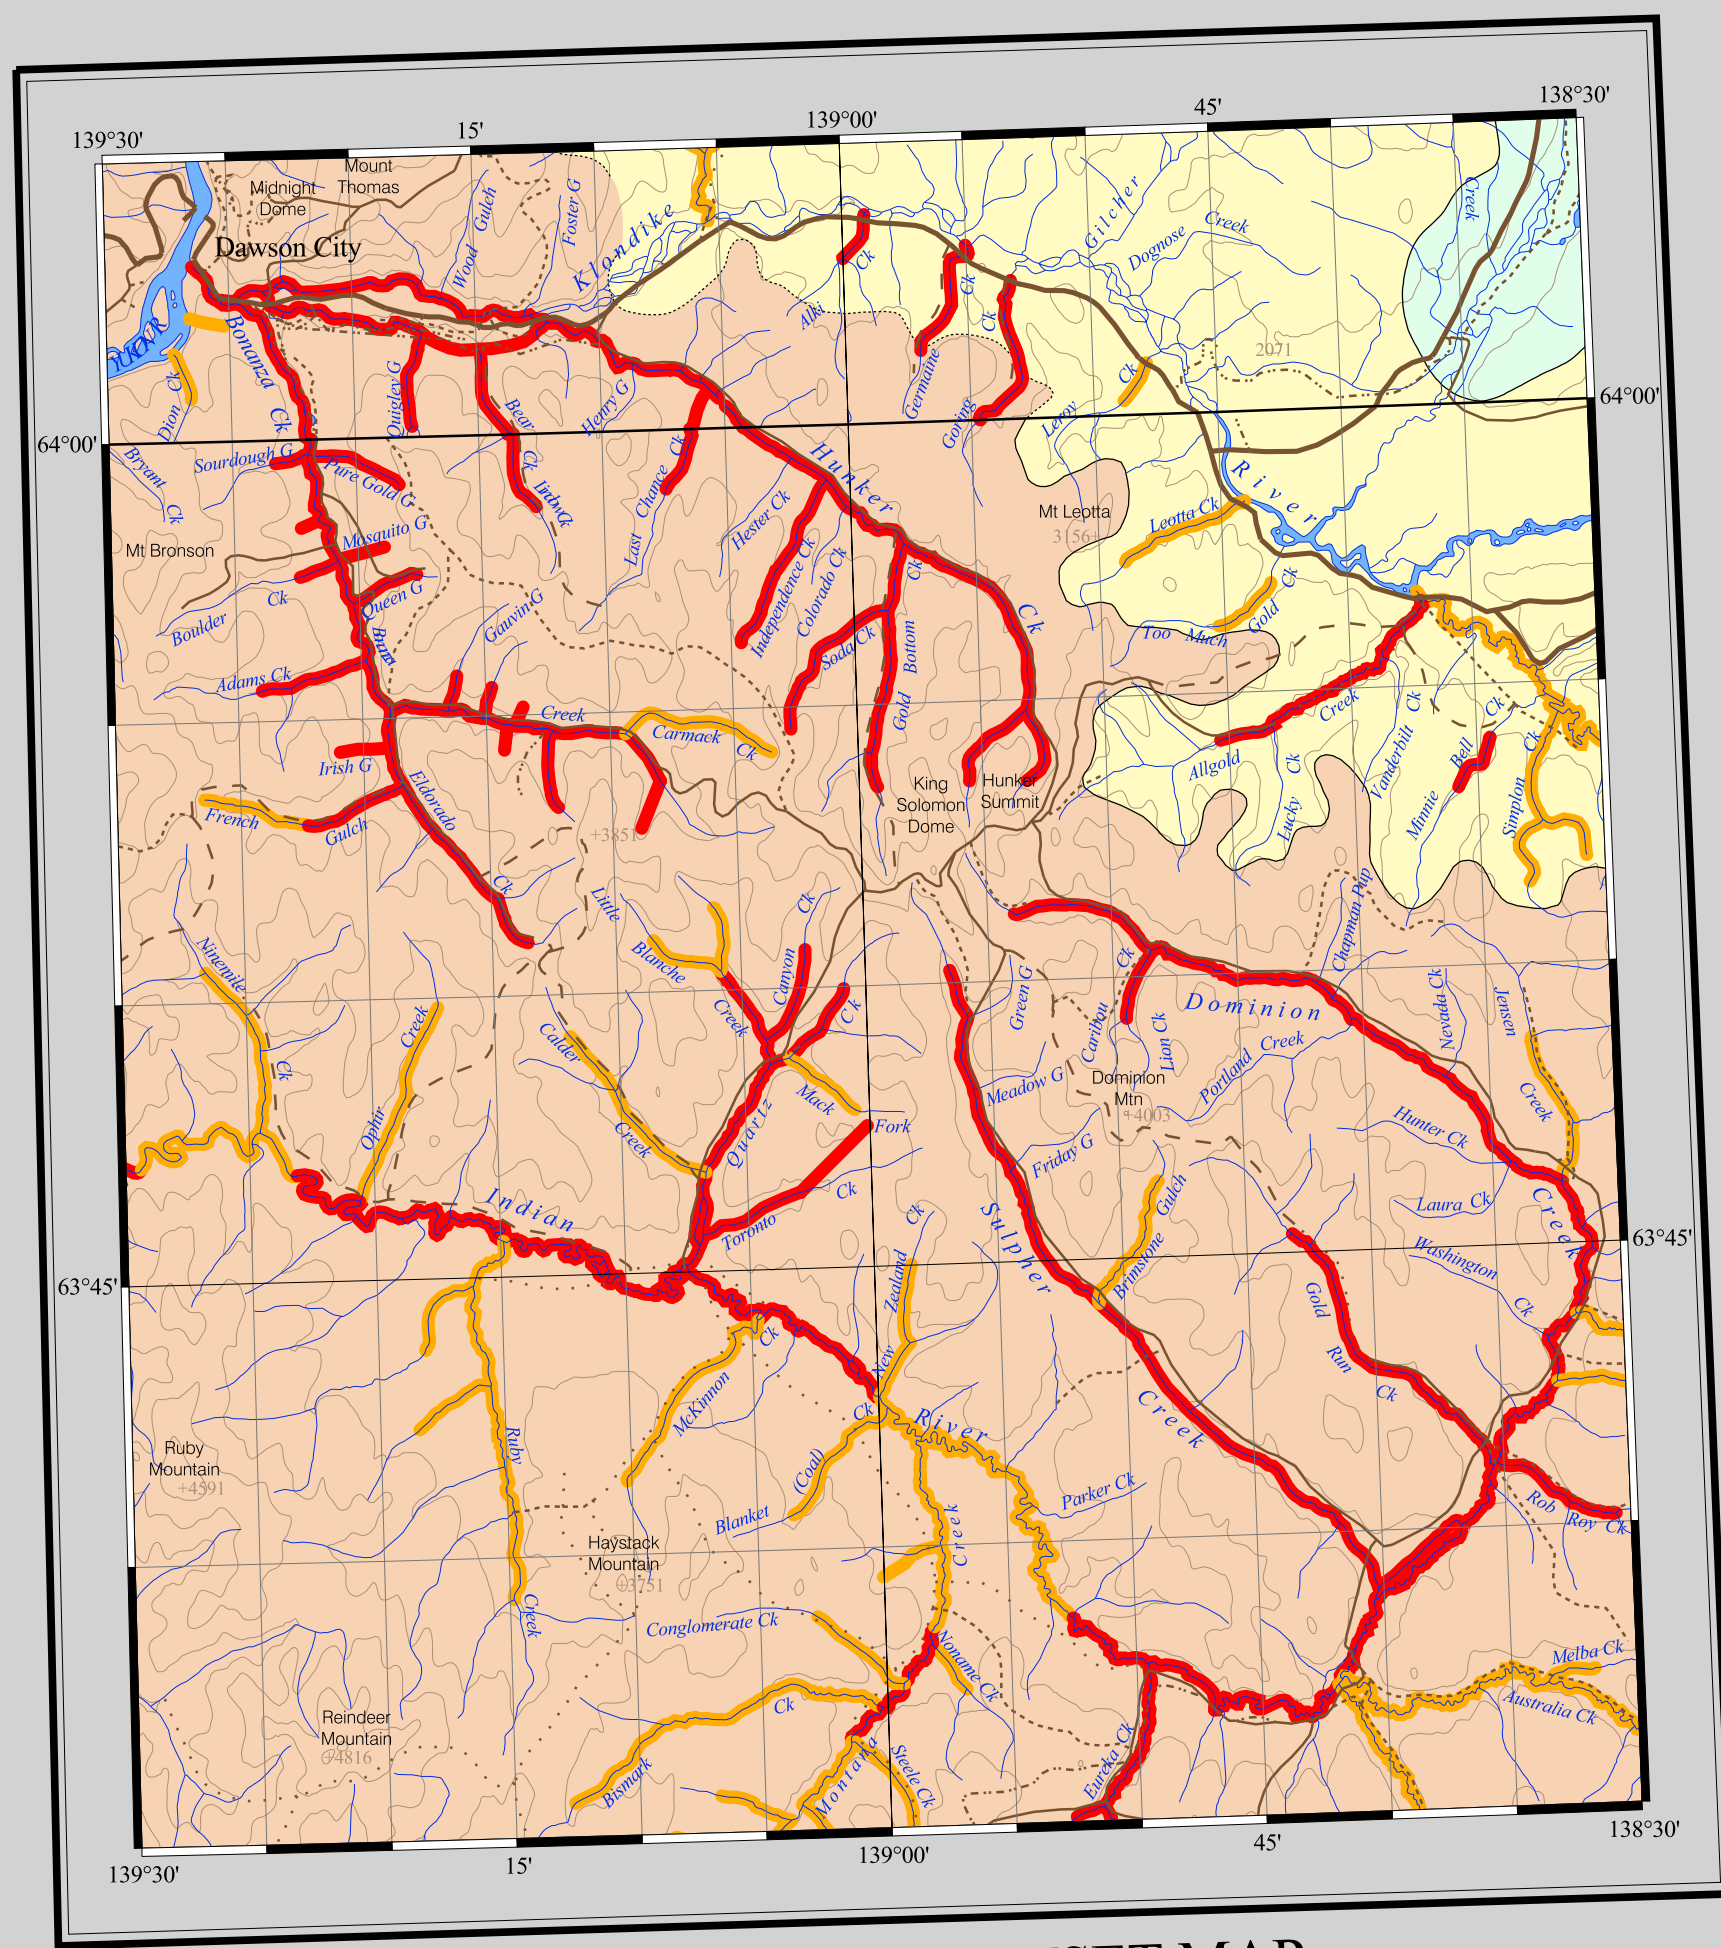 139°30'
15'
139°00'
45'
138°30'
Mount
Thomas
Midnight
Dome
Dawson City
Wood Gulch
Foster G
Klondike
Gilcher
Creek
Dognose
Creek
Ck
Ck
Ck
Alki
2071
YUKON R
Bonanza
Ck
Dion
Ck
Quigley G
Bear
Ck
Henry G
Germaine
Goring
Leroy
Ck
64°00'
64°00'
Bryant
Ck
Sourdough G
Pure Gold G
Last Chance Ck
Hunker
Ck
River
Mt Bronson
Mosquito G
Hester Ck
Mt Leotta
3156+
Leotta Ck
Independence Ck
Colorado Ck
Ck
Boulder
Ck
Queen G
Gauvin G
Soda Ck
Gold Bottom
Too Much Gold
Ck
Adams Ck
Creek
Carmack
Ck
Irish G
Eldorado
Ck
French
Gulch
King
Solomon
Dome
Hunker
Summit
Allgold
Creek
Lucky
Ck
Vanderbilt
Ck
Minnie
Bell
Ck
Simplon
Ck
+3851
Little
Blanche
Creek
Canyon
Ck
Ck
Chapman Pup
Ninemile
Ck
Creek
Ophir
Calder
Creek
Mack
Fork
Quartz
Toronto
Ck
Green G
Meadow G
Friday G
Caribou
Ck
Lion Ck
Dominion
Creek
Portland Creek
Nevada Ck
Jensen
Creek
Dominion
Mtn
+4003
Hunter Ck
Laura Ck
Washington
Ck
Indian
River
Sulpher
Creek
Brimstone
Gulch
63°45'
63°45'
Gold
Run
Ck
New
Zealand
Ck
Ck
McKinnon
Ruby
Creek
Ruby
Mountain
+4591
Ck
(Coal)
Blanket
Parker Ck
Rob Roy Ck
Haystack
Mountain
+3751
Creek
Conglomerate Ck
Noname Ck
Melba Ck
Australia Ck
Reindeer
Mountain
+4816
Bismark
Ck
Montana
Steele Ck
Eureka Ck
139°30'
15'
139°00'
45'
138°30'